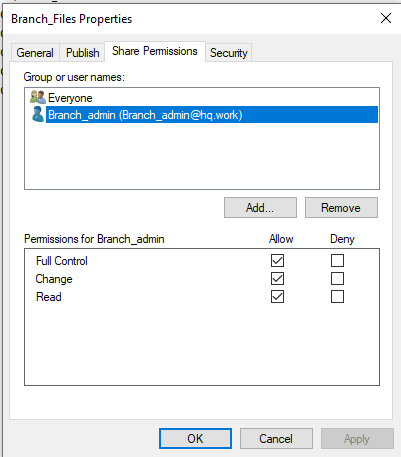 Branch_Files Properties
General Publish Share Permissions Security
Group or user names:
Everyone
Branch_admin (Branch_admin@hq.work)
Add... Remove
Permissions for Branch_admin Allow Deny
Full Control
Change
Read
OK Cancel Apply